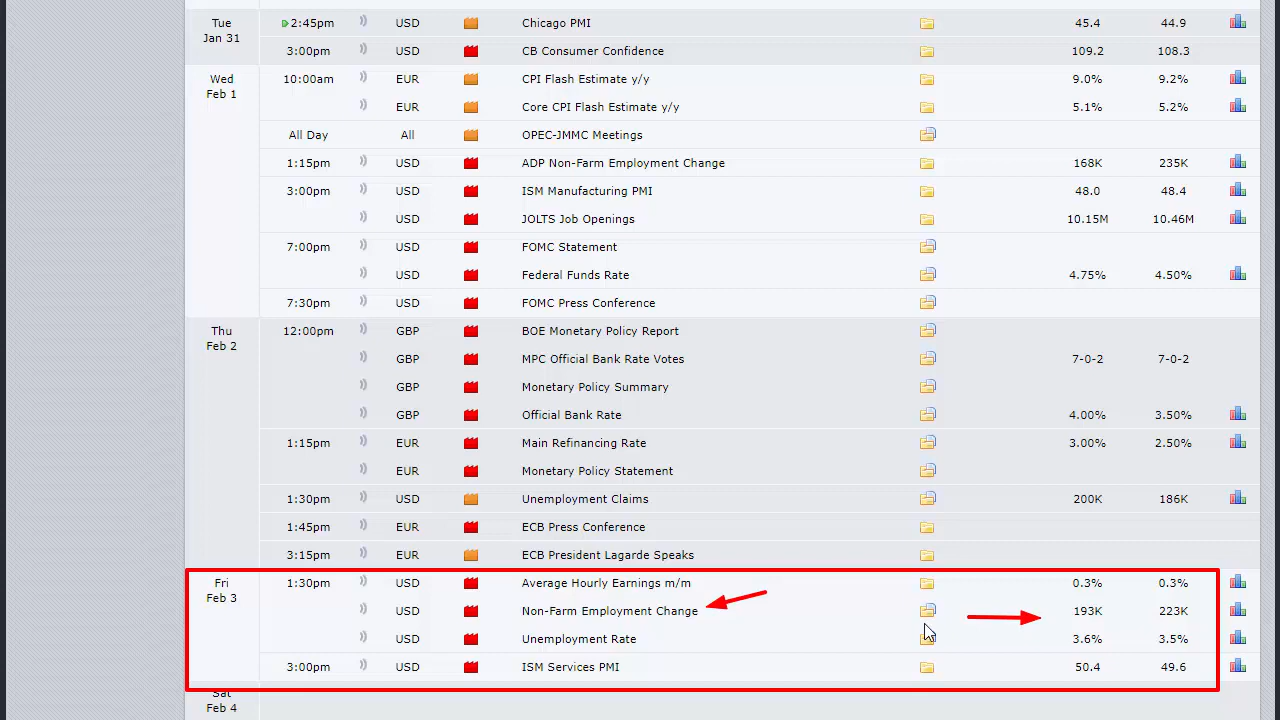 Tue 2:45pm USD Chicago PMI 45.4 44.9
Jan 31
3:00pm USD CB Consumer Confidence 109.2 108.3
Wed 10:00am EUR CPI Flash Estimate y/y 9.0% 9.2%
Feb 1
EUR Core CPI Flash Estimate y/y 5.1% 5.2%
All Day All OPEC-JMMC Meetings
1:15pm USD ADP Non-Farm Employment Change 168K 235K
3:00pm USD ISM Manufacturing PMI 48.0 48.4
USD JOLTS Job Openings 10.15M 10.46M
7:00pm USD FOMC Statement
USD Federal Funds Rate 4.75% 4.50%
7:30pm USD FOMC Press Conference
Thu 12:00pm GBP BOE Monetary Policy Report
Feb 2
GBP MPC Official Bank Rate Votes 7-0-2 7-0-2
GBP Monetary Policy Summary
GBP Official Bank Rate 4.00% 3.50%
1:15pm EUR Main Refinancing Rate 3.00% 2.50%
EUR Monetary Policy Statement
1:30pm USD Unemployment Claims 200K 186K
1:45pm EUR ECB Press Conference
3:15pm EUR ECB President Lagarde Speaks
Fri 1:30pm USD Average Hourly Earnings m/m 0.3% 0.3%
Feb 3
USD Non-Farm Employment Change 193K 223K
USD Unemployment Rate 3.6% 3.5%
3:00pm USD ISM Services PMI 50.4 49.6
Sat
Feb 4